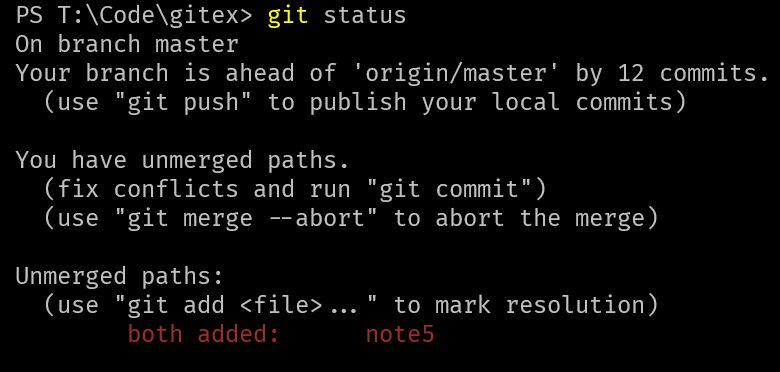 PS T:\Code\gitex> git status
On branch master
Your branch is ahead of 'origin/master' by 12 commits.
  (use "git push" to publish your local commits)

You have unmerged paths.
  (fix conflicts and run "git commit")
  (use "git merge --abort" to abort the merge)

Unmerged paths:
  (use "git add <file>..." to mark resolution)
        both added:      note5